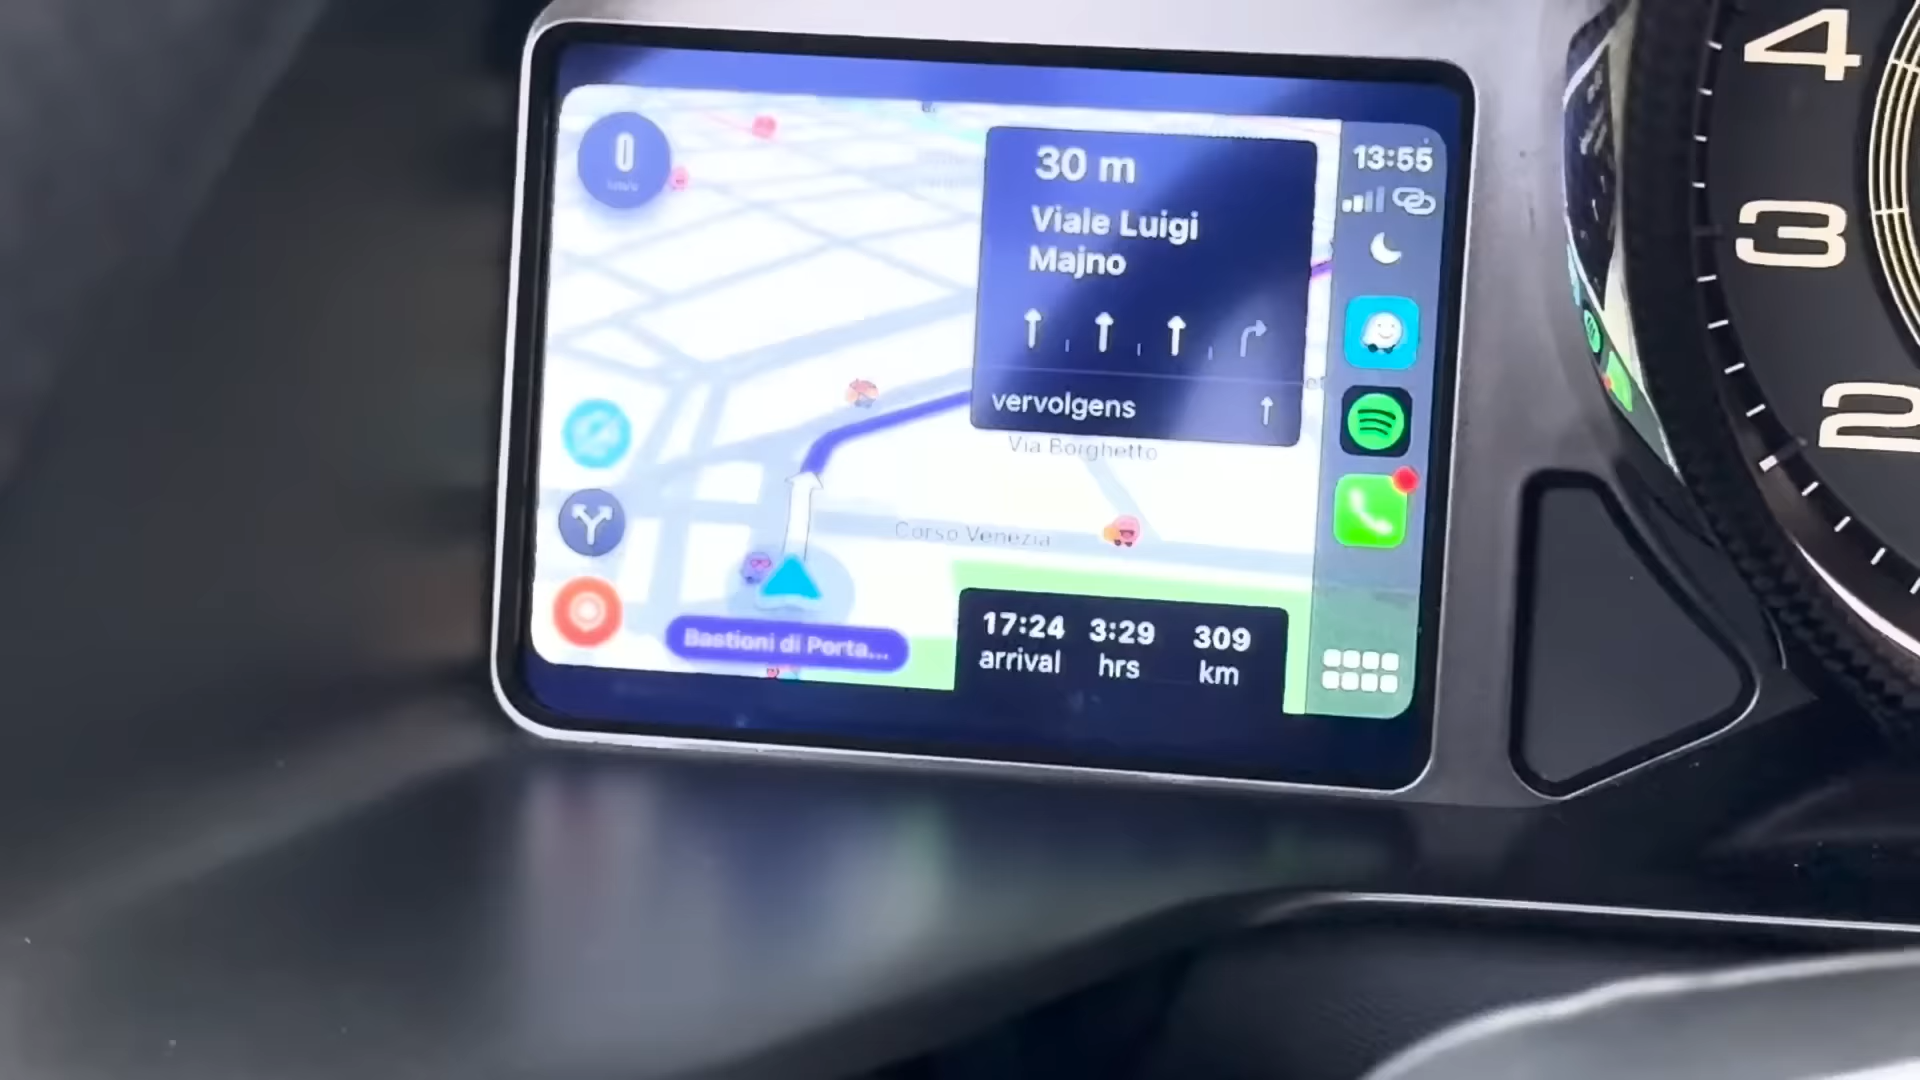 0
km/h
30 m
Viale Luigi
Majno
vervolgens
13:55
Via Borghetto
Corso Venezia
Bastioni di Porta...
17:24 3:29 309
arrival hrs km
4
3
2